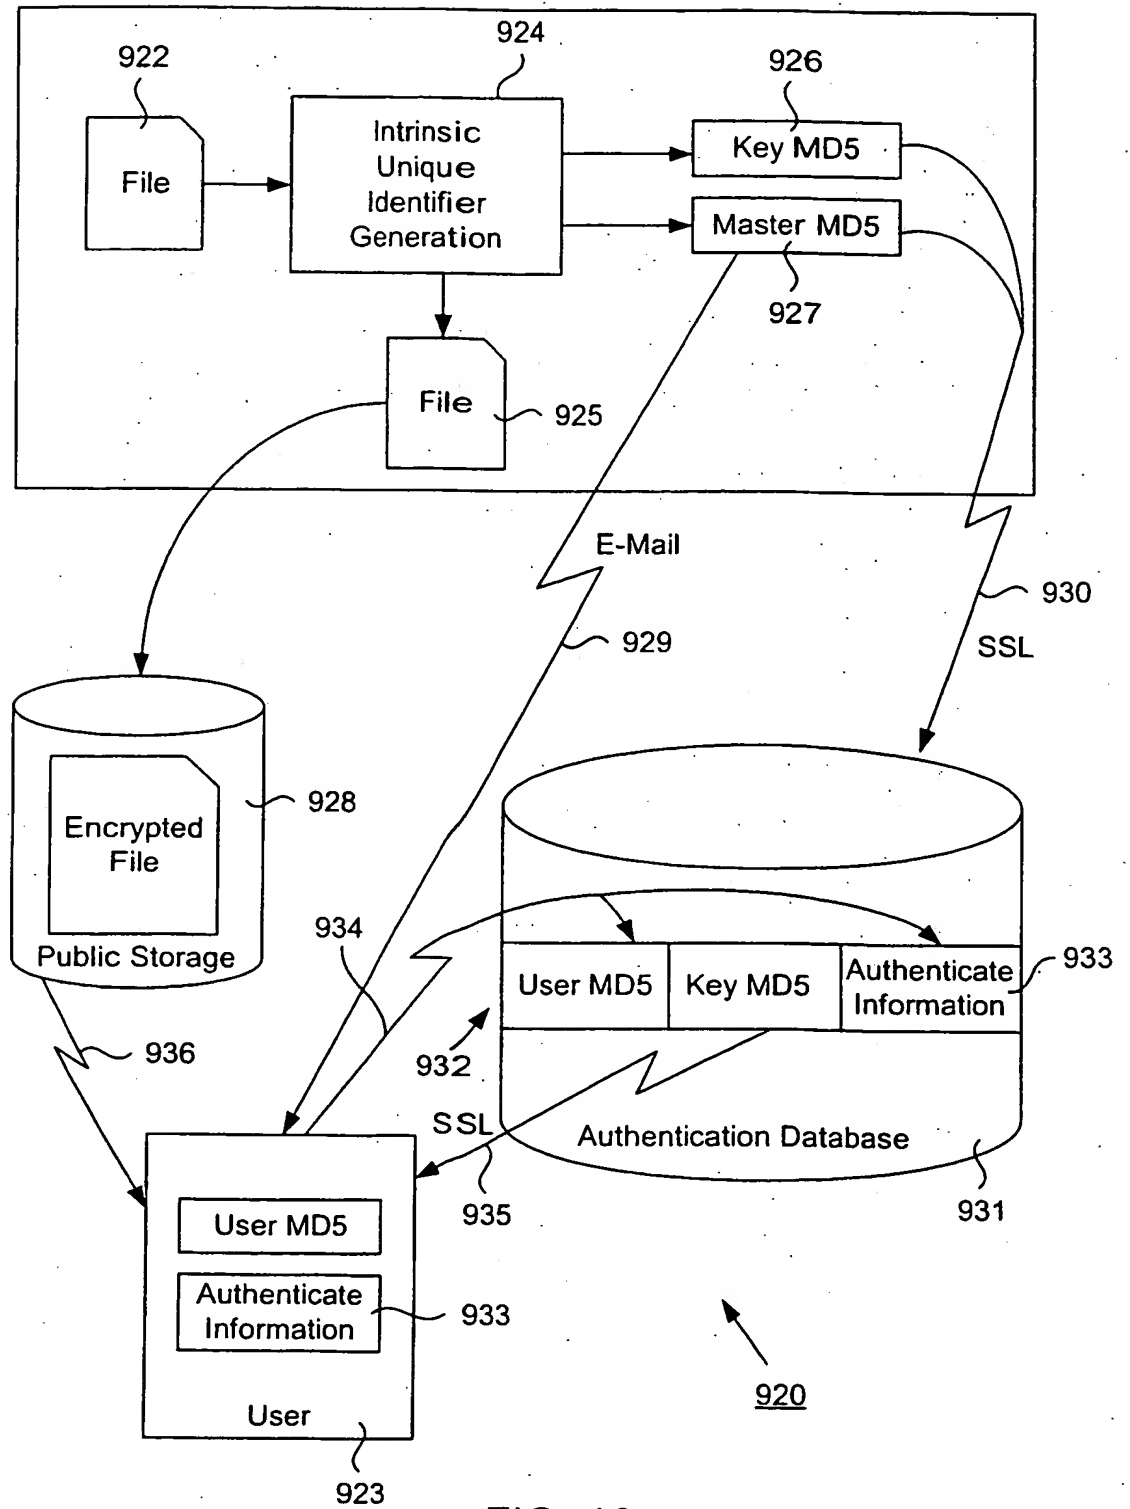 924
922
926
Intrinsic
Unique
Identifier
Generation
Key MD5
File
Master MD5
927
File
925
E-Mail
930
929
SSL
928
Encrypted
File
934
Public Storage
User MD5
Key MD5
Authenticate
Information
933
936
932
SSL
Authentication Database
935
931
User MD5
Authenticate
Information
933
920
User
923